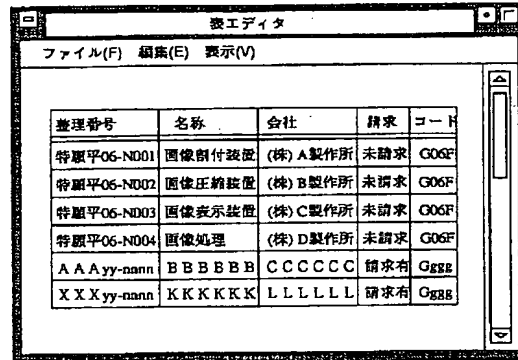 表エディタ
ファイル(F) 編集(E) 表示(V)
整理番号 名称 会社 請求 コード
特願平06-N001 画像割付装置 (株)A製作所 未請求 G06F
特願平06-N002 画像圧縮装置 (株)B製作所 未請求 G06F
特願平06-N003 画像表示装置 (株)C製作所 未請求 G06F
特願平06-N004 画像処理 (株)D製作所 未請求 G06F
AAAyy-nnnn BBBBBB CCCCCC 請求有 Gggg
XXXyy-nnnn KKKKKK LLLLLL 請求有 Gggg